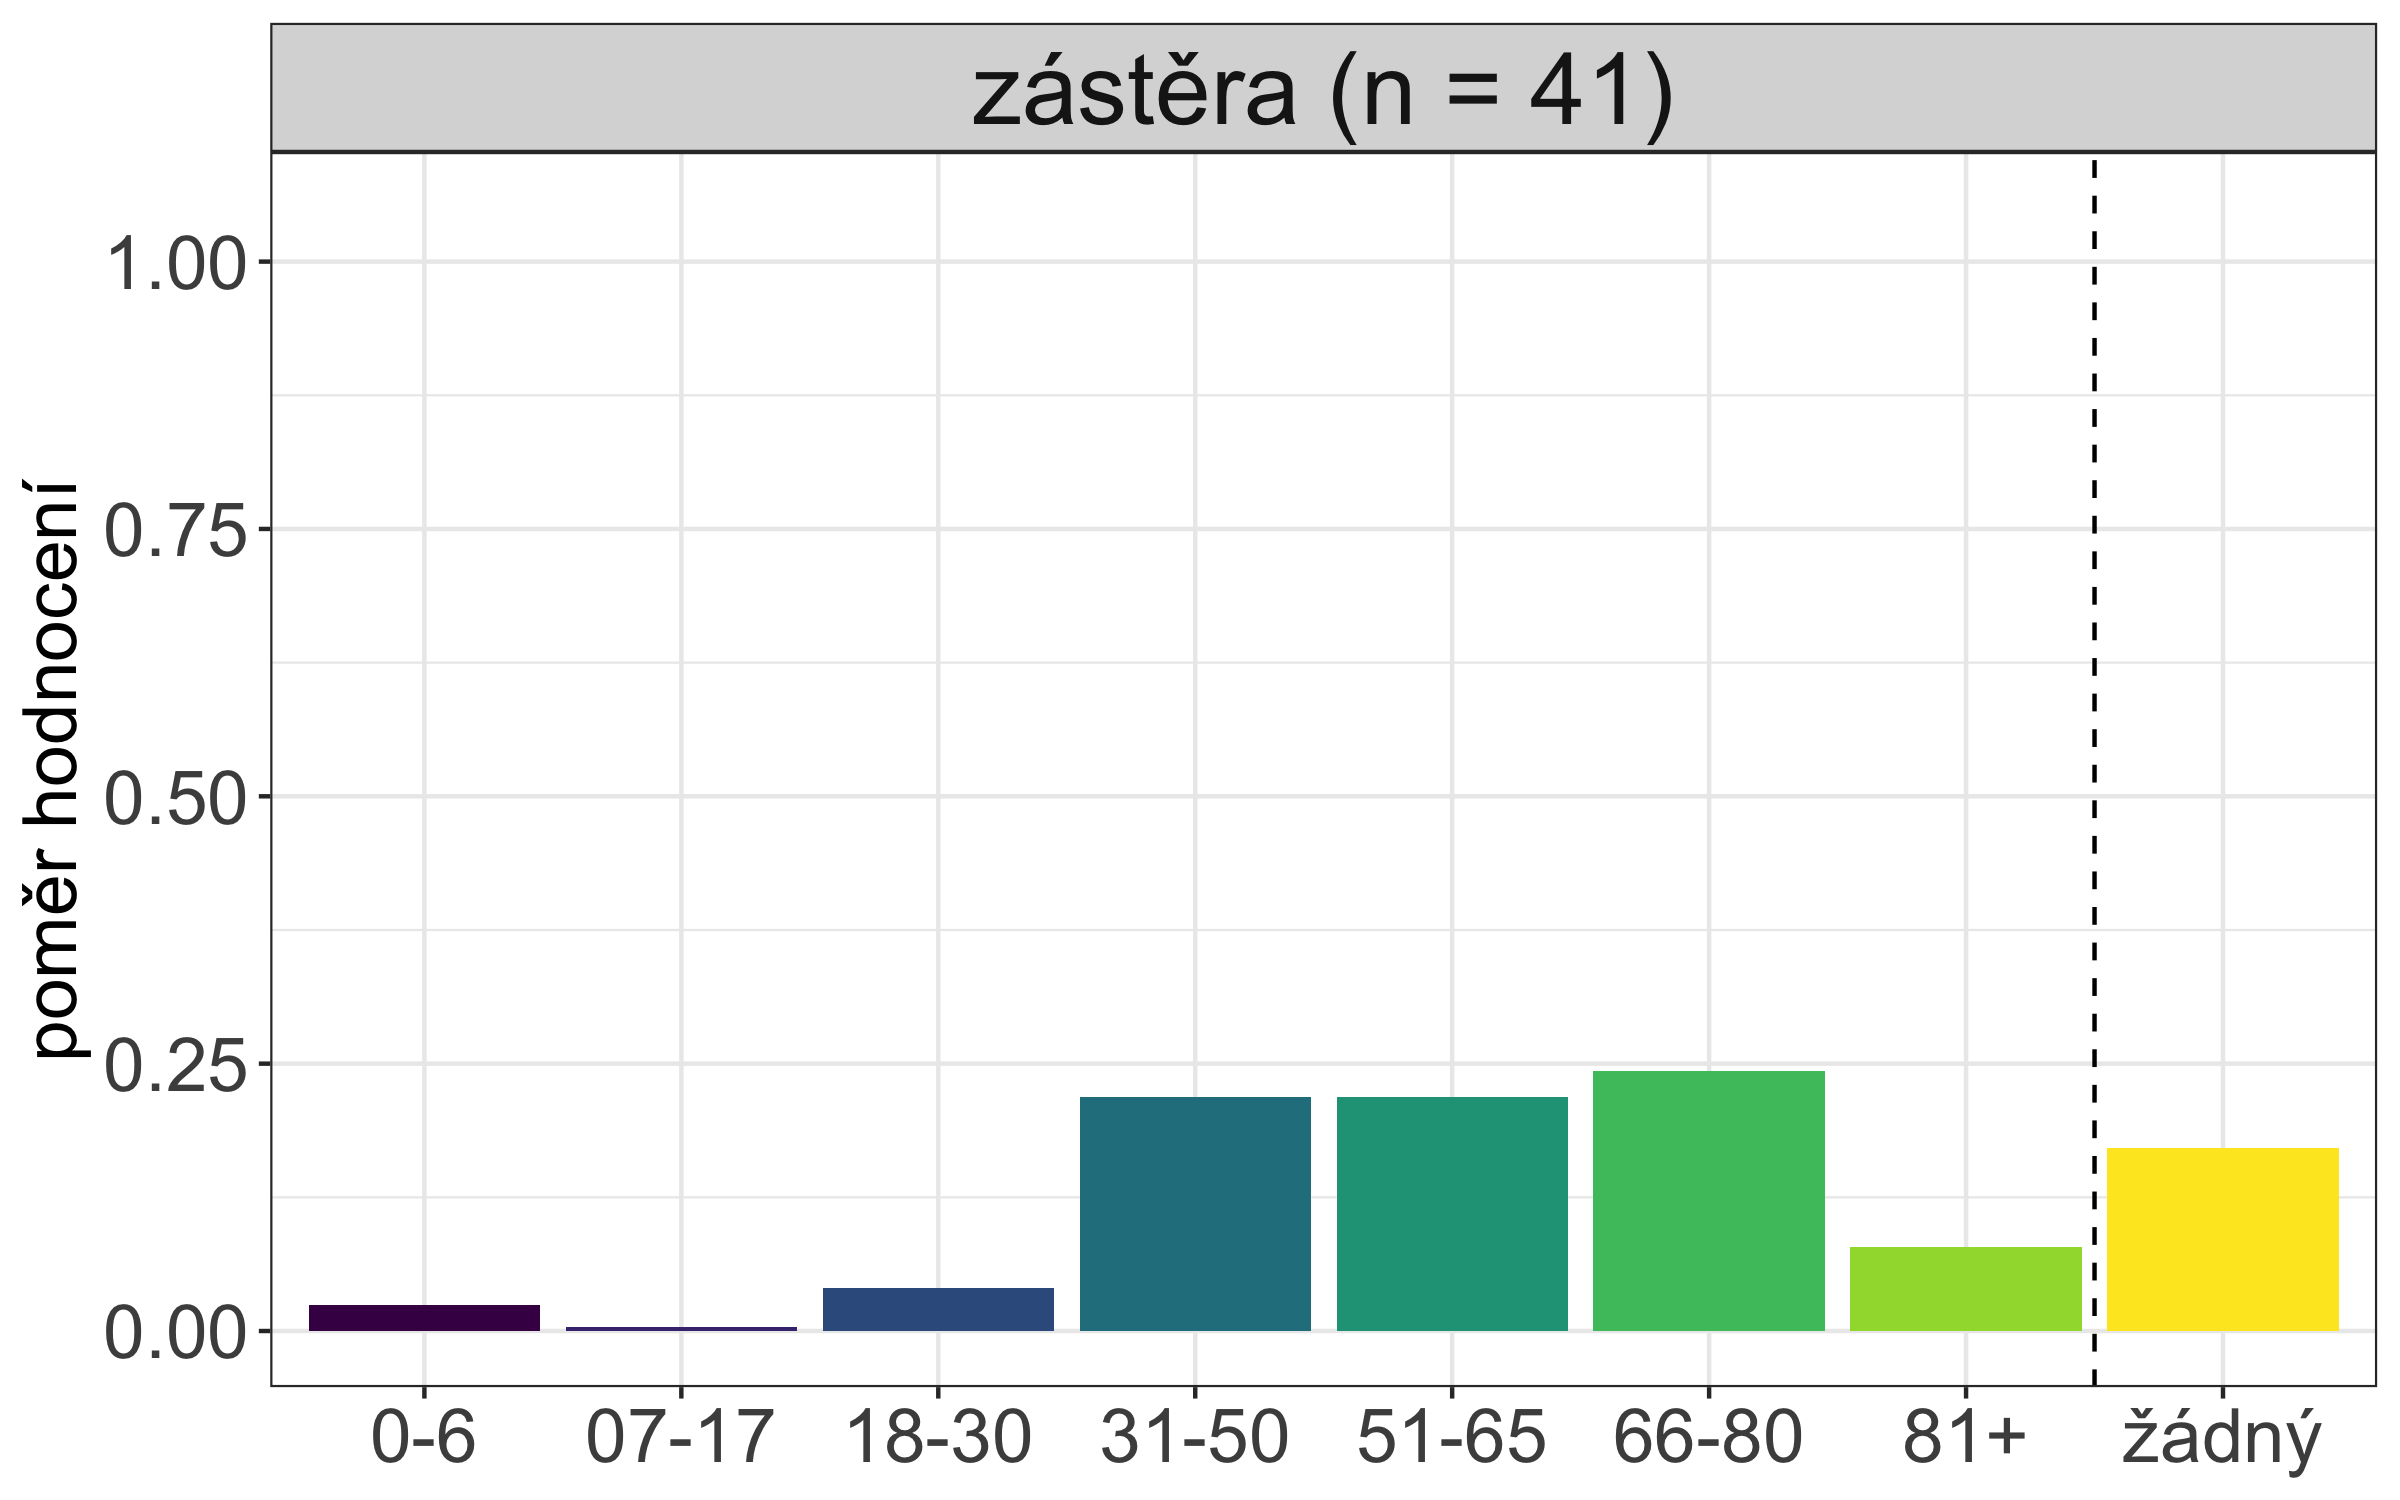 zástěra (n = 41)
poměr hodnocení
1.00
0.75
0.50
0.25
0.00
0-6 07-17 18-30 31-50 51-65 66-80 81+ žádný